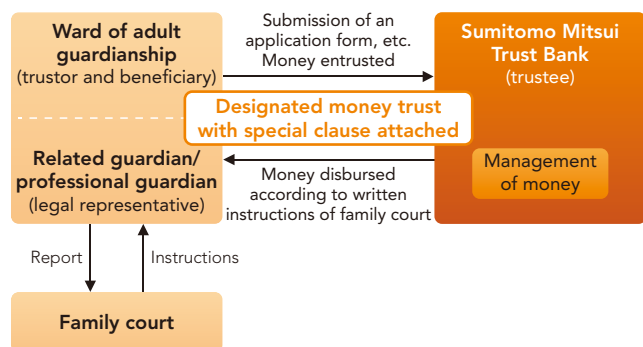 Ward of adult
guardianship
(trustor and beneficiary)
Submission of an
application form, etc.
Money entrusted
Sumitomo Mitsui
Trust Bank
(trustee)
Designated money trust
with special clause attached
Related guardian/
professional guardian
(legal representative)
Money disbursed
according to written
instructions of family court
Management
of money
Report
Instructions
Family court